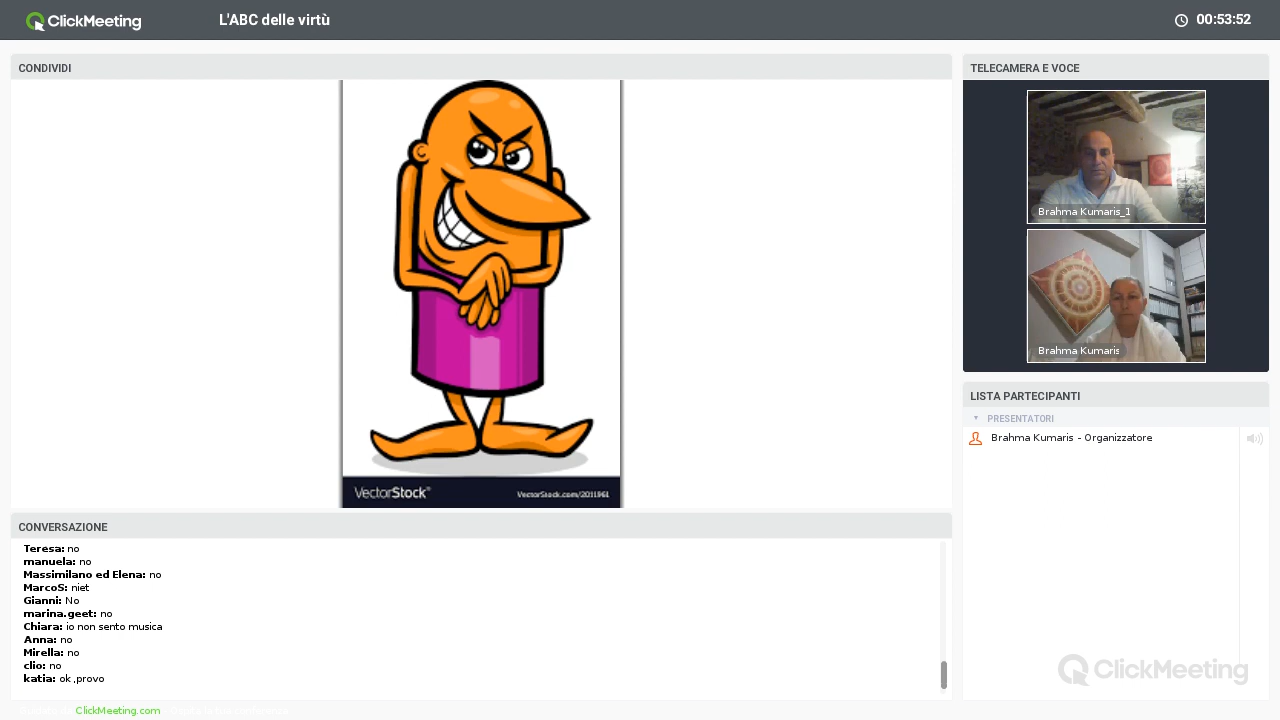 ClickMeeting
L'ABC delle virtù
00:53:52
CONDIVIDI
VectorStock®
VectorStock.com/2011961
CONVERSAZIONE
Teresa: no
manuela: no
Massimiliano ed Elena: no
MarcoS: niet
Gianni: No
marina.geet: no
Chiara: io non sento musica
Anna: no
Mirella: no
clio: no
katia: ok ,provo
ClickMeeting.com
TELECAMERA E VOCE
Brahma Kumaris_1
Brahma Kumaris
LISTA PARTECIPANTI
PRESENTATORI
Brahma Kumaris - Organizzatore
ClickMeeting